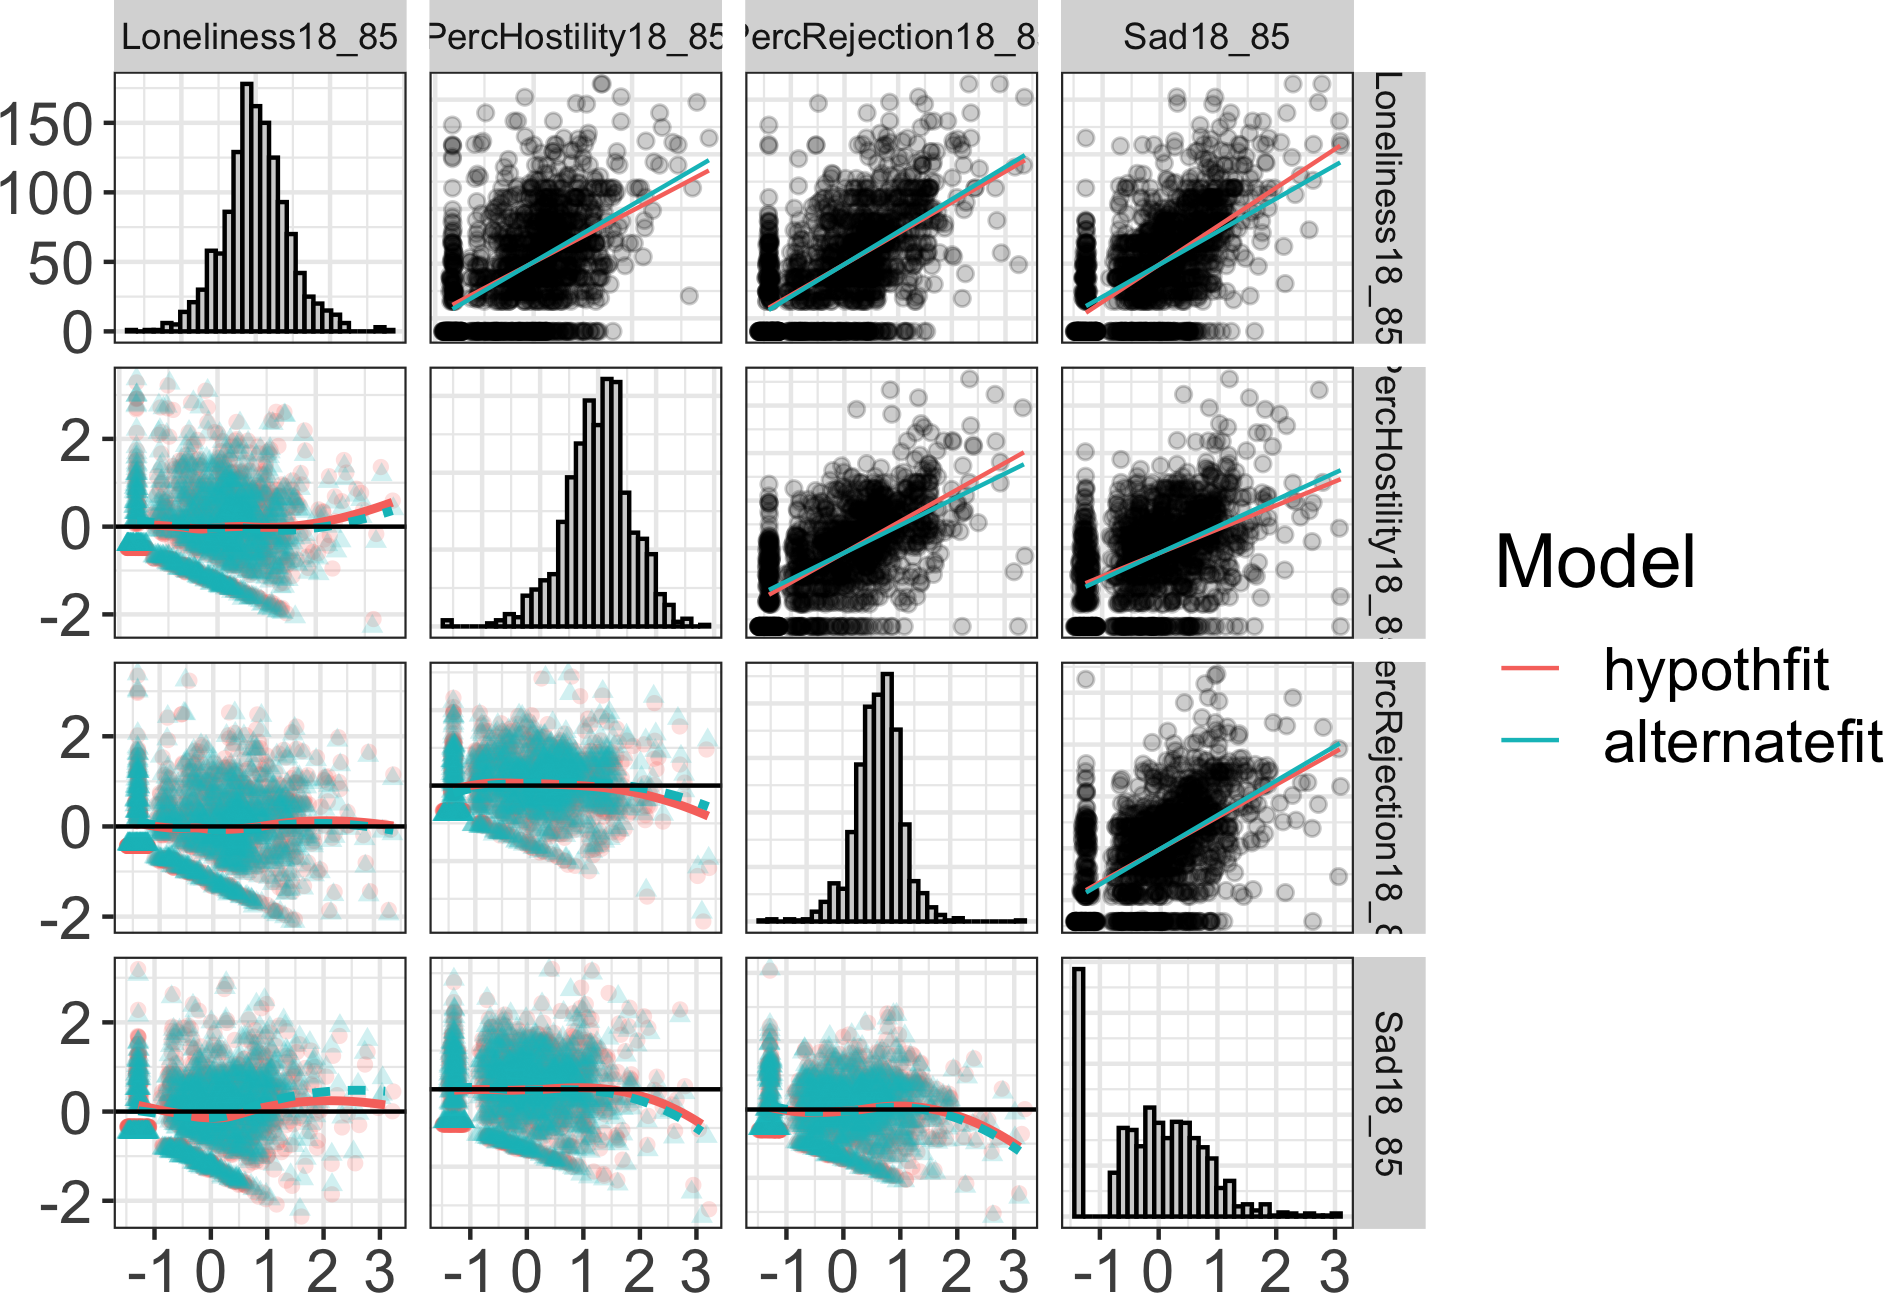 Loneliness18_85 PercHostility18_85 PercRejection18_8 Sad18_85
150
100
50
0
Loneliness18_85
2
0
-2
PercHostility18_8
2
0
-2
ercRejection18_8
2
0
-2
Sad18_85
-1 0 1 2 3 -1 0 1 2 3 -1 0 1 2 3 -1 0 1 2 3
Model
hypothfit
alternatefit